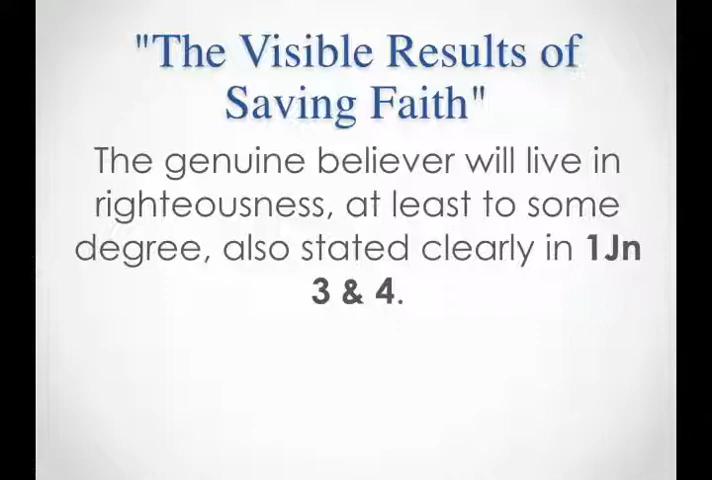 "The Visible Results of
Saving Faith"
The genuine believer will live in
righteousness, at least to some
degree, also stated clearly in 1Jn
3 & 4.